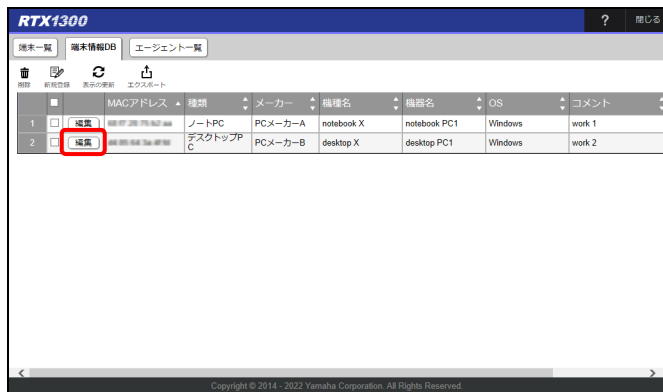 RTX1300 ? 閉じる
端末一覧 端末情報DB エージェント一覧
削除 新規登録 表示の更新 エクスポート
MACアドレス 種類 メーカー 機種名 機器名 OS コメント
1 編集 ノートPC PCメーカーA notebook X notebook PC1 Windows work 1
2 編集 デスクトップP PCメーカーB desktop X desktop PC1 Windows work 2
C
Copyright © 2014 - 2022 Yamaha Corporation. All Rights Reserved.